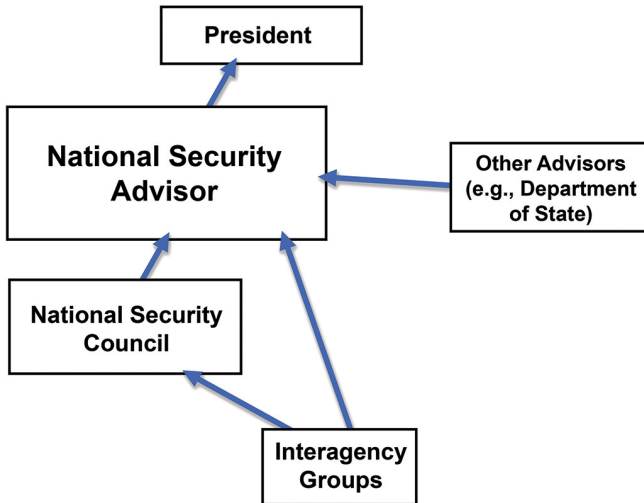 President
National Security
Advisor
Other Advisors
(e.g., Department
of State)
National Security
Council
Interagency
Groups